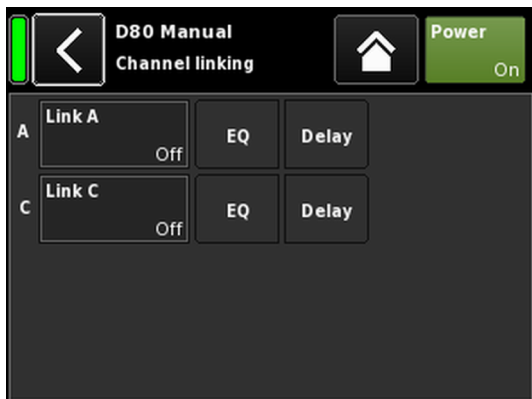 D80 Manual
Channel linking
Power
On
A
Link A
Off
EQ
Delay
C
Link C
Off
EQ
Delay